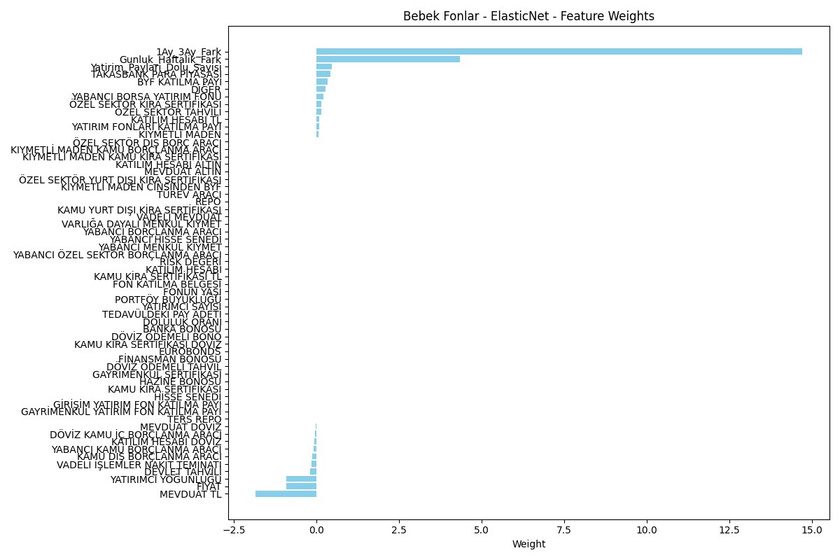 Bebek Fonlar - ElasticNet - Feature Weights
1Ay_3Ay_Fark
Gunluk_Haftalik_Fark
Yatirim_Paylari_Dolu_Sayisi
TAKASBANK PARA PİYASASI
BYF KATILMA PAYI
DİĞER
YABANCI BORSA YATIRIM FONU
ÖZEL SEKTÖR KİRA SERTİFİKASI
ÖZEL SEKTÖR TAHVİLİ
KATILIM HESABI TL
YATIRIM FONLARI KATILMA PAYI
KIYMETLİ MADEN
ÖZEL SEKTÖR DIŞ BORÇ ARACI
KIYMETLİ MADEN KAMU BORÇLANMA ARACI
KIYMETLİ MADEN KAMU KİRA SERTİFİKASI
KATILIM HESABI ALTIN
MEVDUAT ALTIN
ÖZEL SEKTÖR YURT DIŞI KİRA SERTİFİKASI
KIYMETLİ MADEN CİNSİNDEN BYF
TÜREV ARACI
REPO
KAMU YURT DIŞI KİRA SERTİFİKASI
VADELİ MEVDUAT
VARLIĞA DAYALI MENKUL KIYMET
YABANCI BORÇLANMA ARACI
YABANCI HİSSE SENEDİ
YABANCI MENKUL KIYMET
YABANCI ÖZEL SEKTÖR BORÇLANMA ARACI
RİSK DEĞERİ
KATILIM HESABI
KAMU KİRA SERTİFİKASI TL
FON KATILMA BELGESİ
FONUN YAŞI
PORTFÖY BÜYÜKLÜĞÜ
YATIRIMCI SAYISI
TEDAVÜLDEKİ PAY ADETİ
DOLULUK ORANI
BANKA BONOSU
DÖVİZ ÖDEMELİ BONO
KAMU KİRA SERTİFİKASI DÖVİZ
EUROBONDS
FİNANSMAN BONOSU
DÖVİZ ÖDEMELİ TAHVİL
GAYRİMENKUL SERTİFİKASI
HAZİNE BONOSU
KAMU KİRA SERTİFİKASI
HİSSE SENEDİ
GİRİŞİM YATIRIM FON KATILMA PAYI
GAYRİMENKUL YATIRIM FON KATILMA PAYI
TERS REPO
MEVDUAT DÖVİZ
DÖVİZ KAMU İÇ BORÇLANMA ARACI
KATILIM HESABI DÖVİZ
YABANCI KAMU BORÇLANMA ARACI
KAMU DIŞ BORÇLANMA ARACI
VADELİ İŞLEMLER NAKİT TEMİNATI
DEVLET TAHVİLİ
YATIRIMCI YOĞUNLUĞU
FİYAT
MEVDUAT TL
−2.5 0.0 2.5 5.0 7.5 10.0 12.5 15.0
Weight